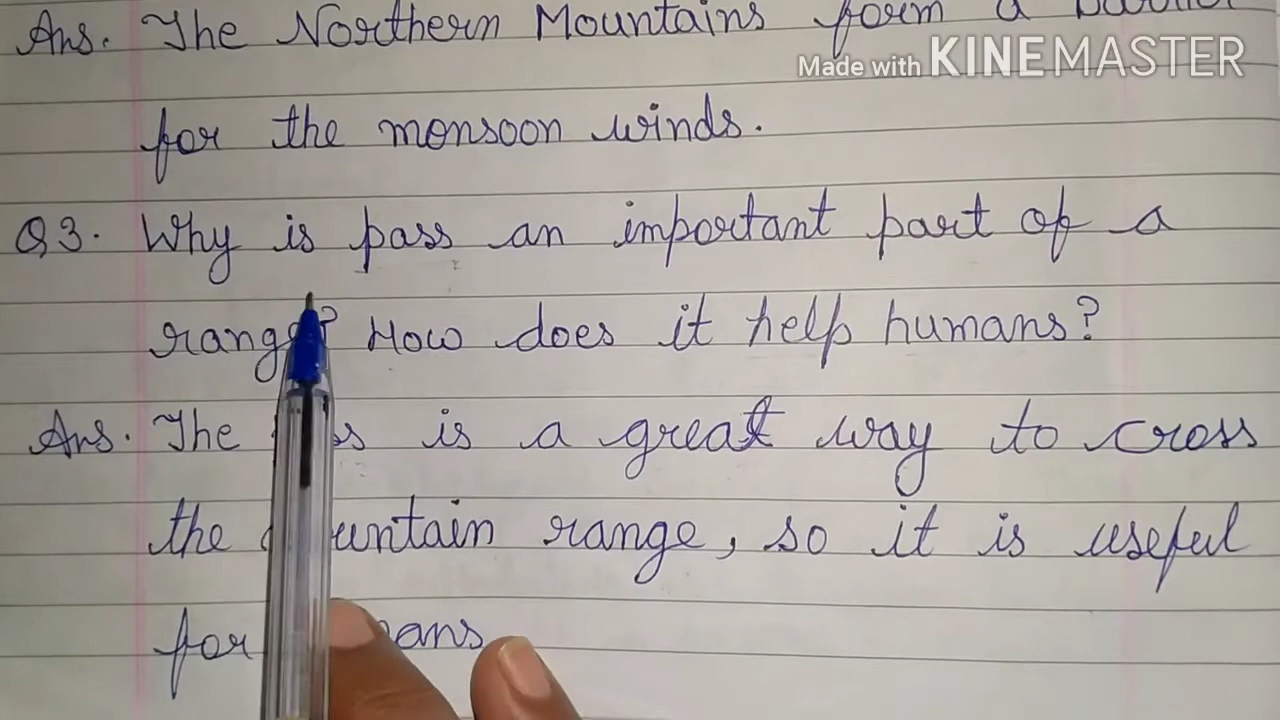 Ans. The Northern Mountains form a
Made with KINEMASTER
for the monsoon winds.
Q3. Why is pass an important part of a
range? How does it help humans?
Ans. The is a great way to cross
the range, so it is useful
for